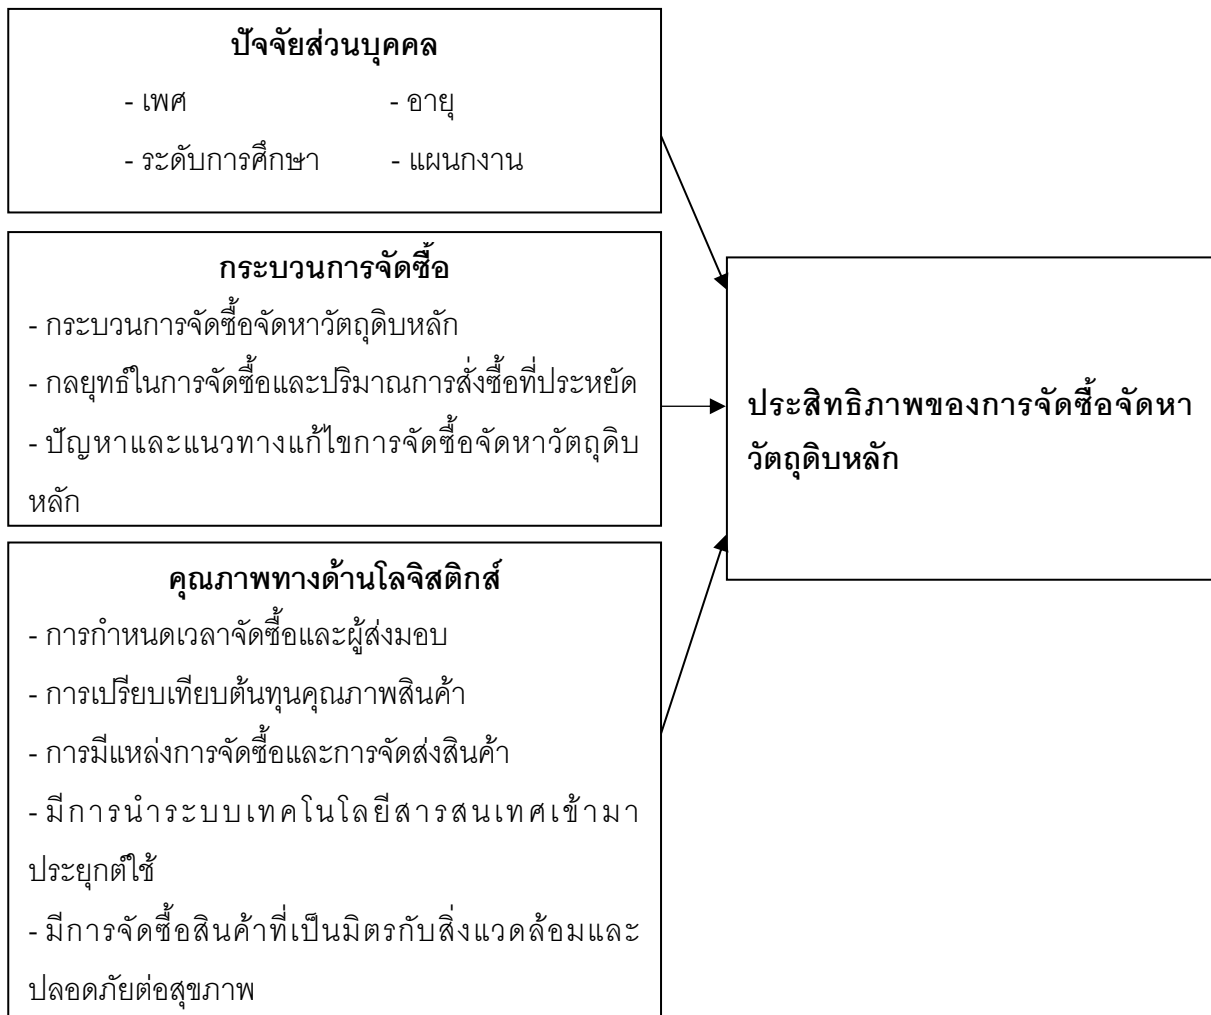 ปัจจัยส่วนบุคคล
- เพศ - อายุ
- ระดับการศึกษา - แผนกงาน
กระบวนการจัดซื้อ
- กระบวนการจัดซื้อจัดหาวัตถุดิบหลัก
- กลยุทธ์ในการจัดซื้อและปริมาณการสั่งซื้อที่ประหยัด
- ปัญหาและแนวทางแก้ไขการจัดซื้อจัดหาวัตถุดิบ
หลัก
คุณภาพทางด้านโลจิสติกส์
- การกำหนดเวลาจัดซื้อและผู้ส่งมอบ
- การเปรียบเทียบต้นทุนคุณภาพสินค้า
- การมีแหล่งการจัดซื้อและการจัดส่งสินค้า
- มีการนำระบบเทคโนโลยีสารสนเทศเข้ามา
ประยุกต์ใช้
- มีการจัดซื้อสินค้าที่เป็นมิตรกับสิ่งแวดล้อมและ
ปลอดภัยต่อสุขภาพ
ประสิทธิภาพของการจัดซื้อจัดหา
วัตถุดิบหลัก